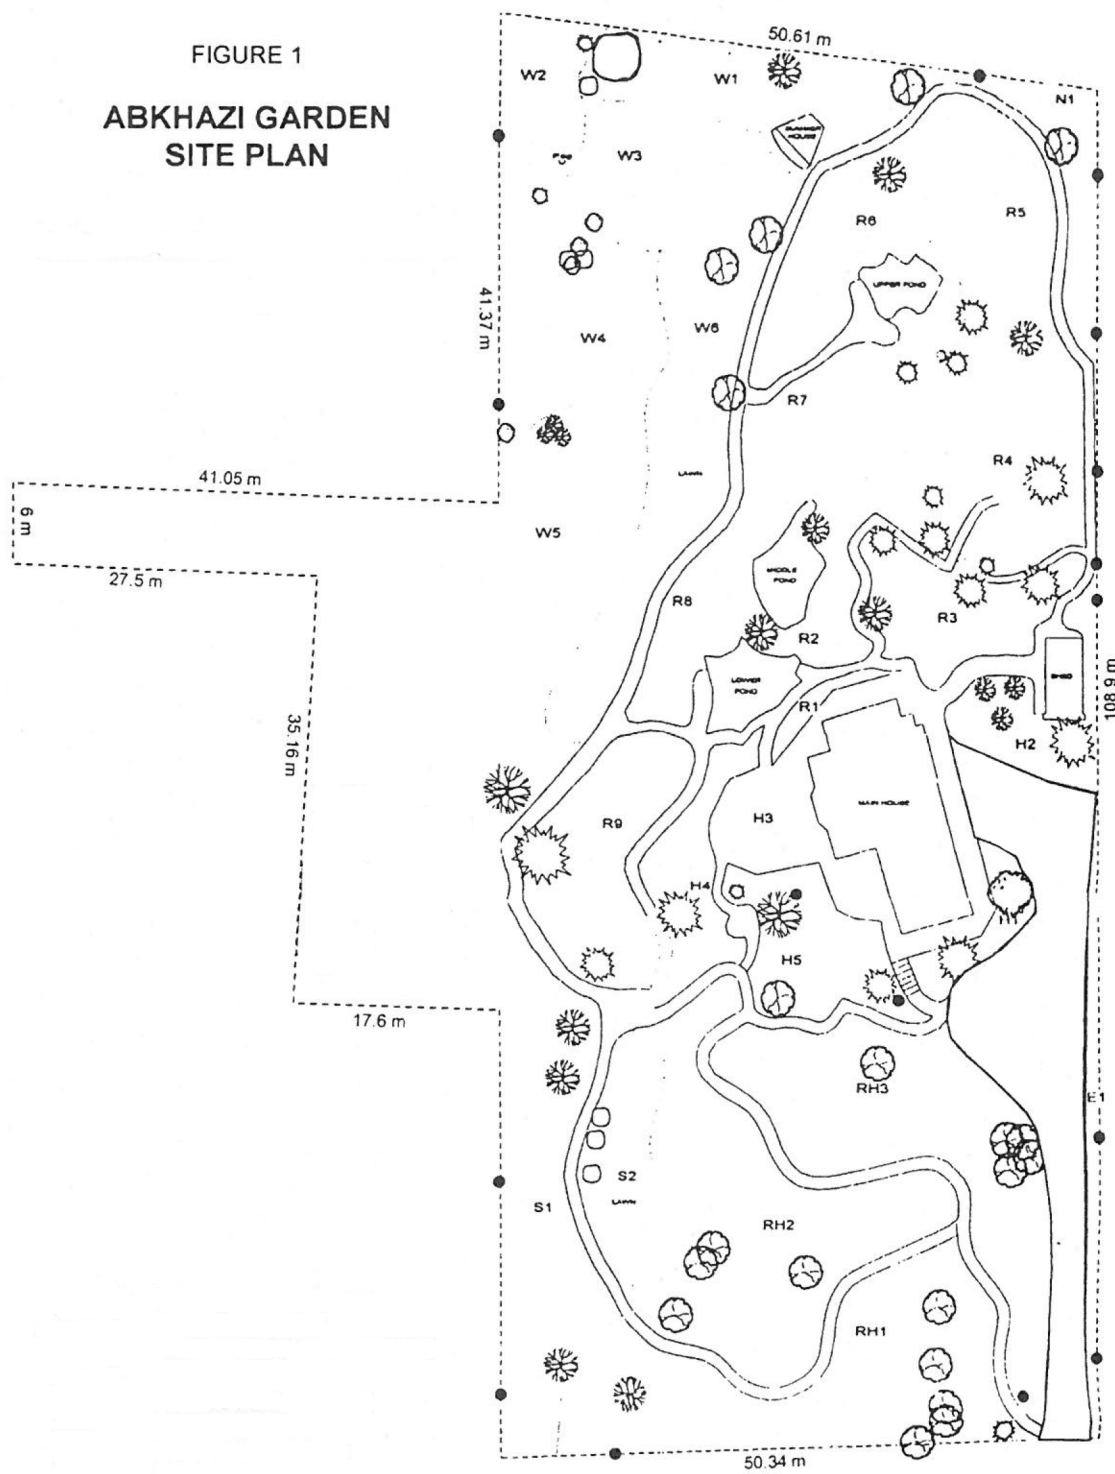 FIGURE 1
ABKHAZI GARDEN
SITE PLAN
50.61 m
W2
W1
N1
SUMMER
HOUSE
W3
R6
R5
UPPER POND
41.37 m
W4
W6
R7
LAWN
R4
41.05 m
6 m
W5
27.5 m
MIDDLE
POND
R8
R2
R3
LOWER
POND
R1
SHED
108.9 m
H2
35.16 m
MAIN HOUSE
R9
H3
H4
H5
17.6 m
RH3
E1
S2
S1
LAWN
RH2
RH1
50.34 m